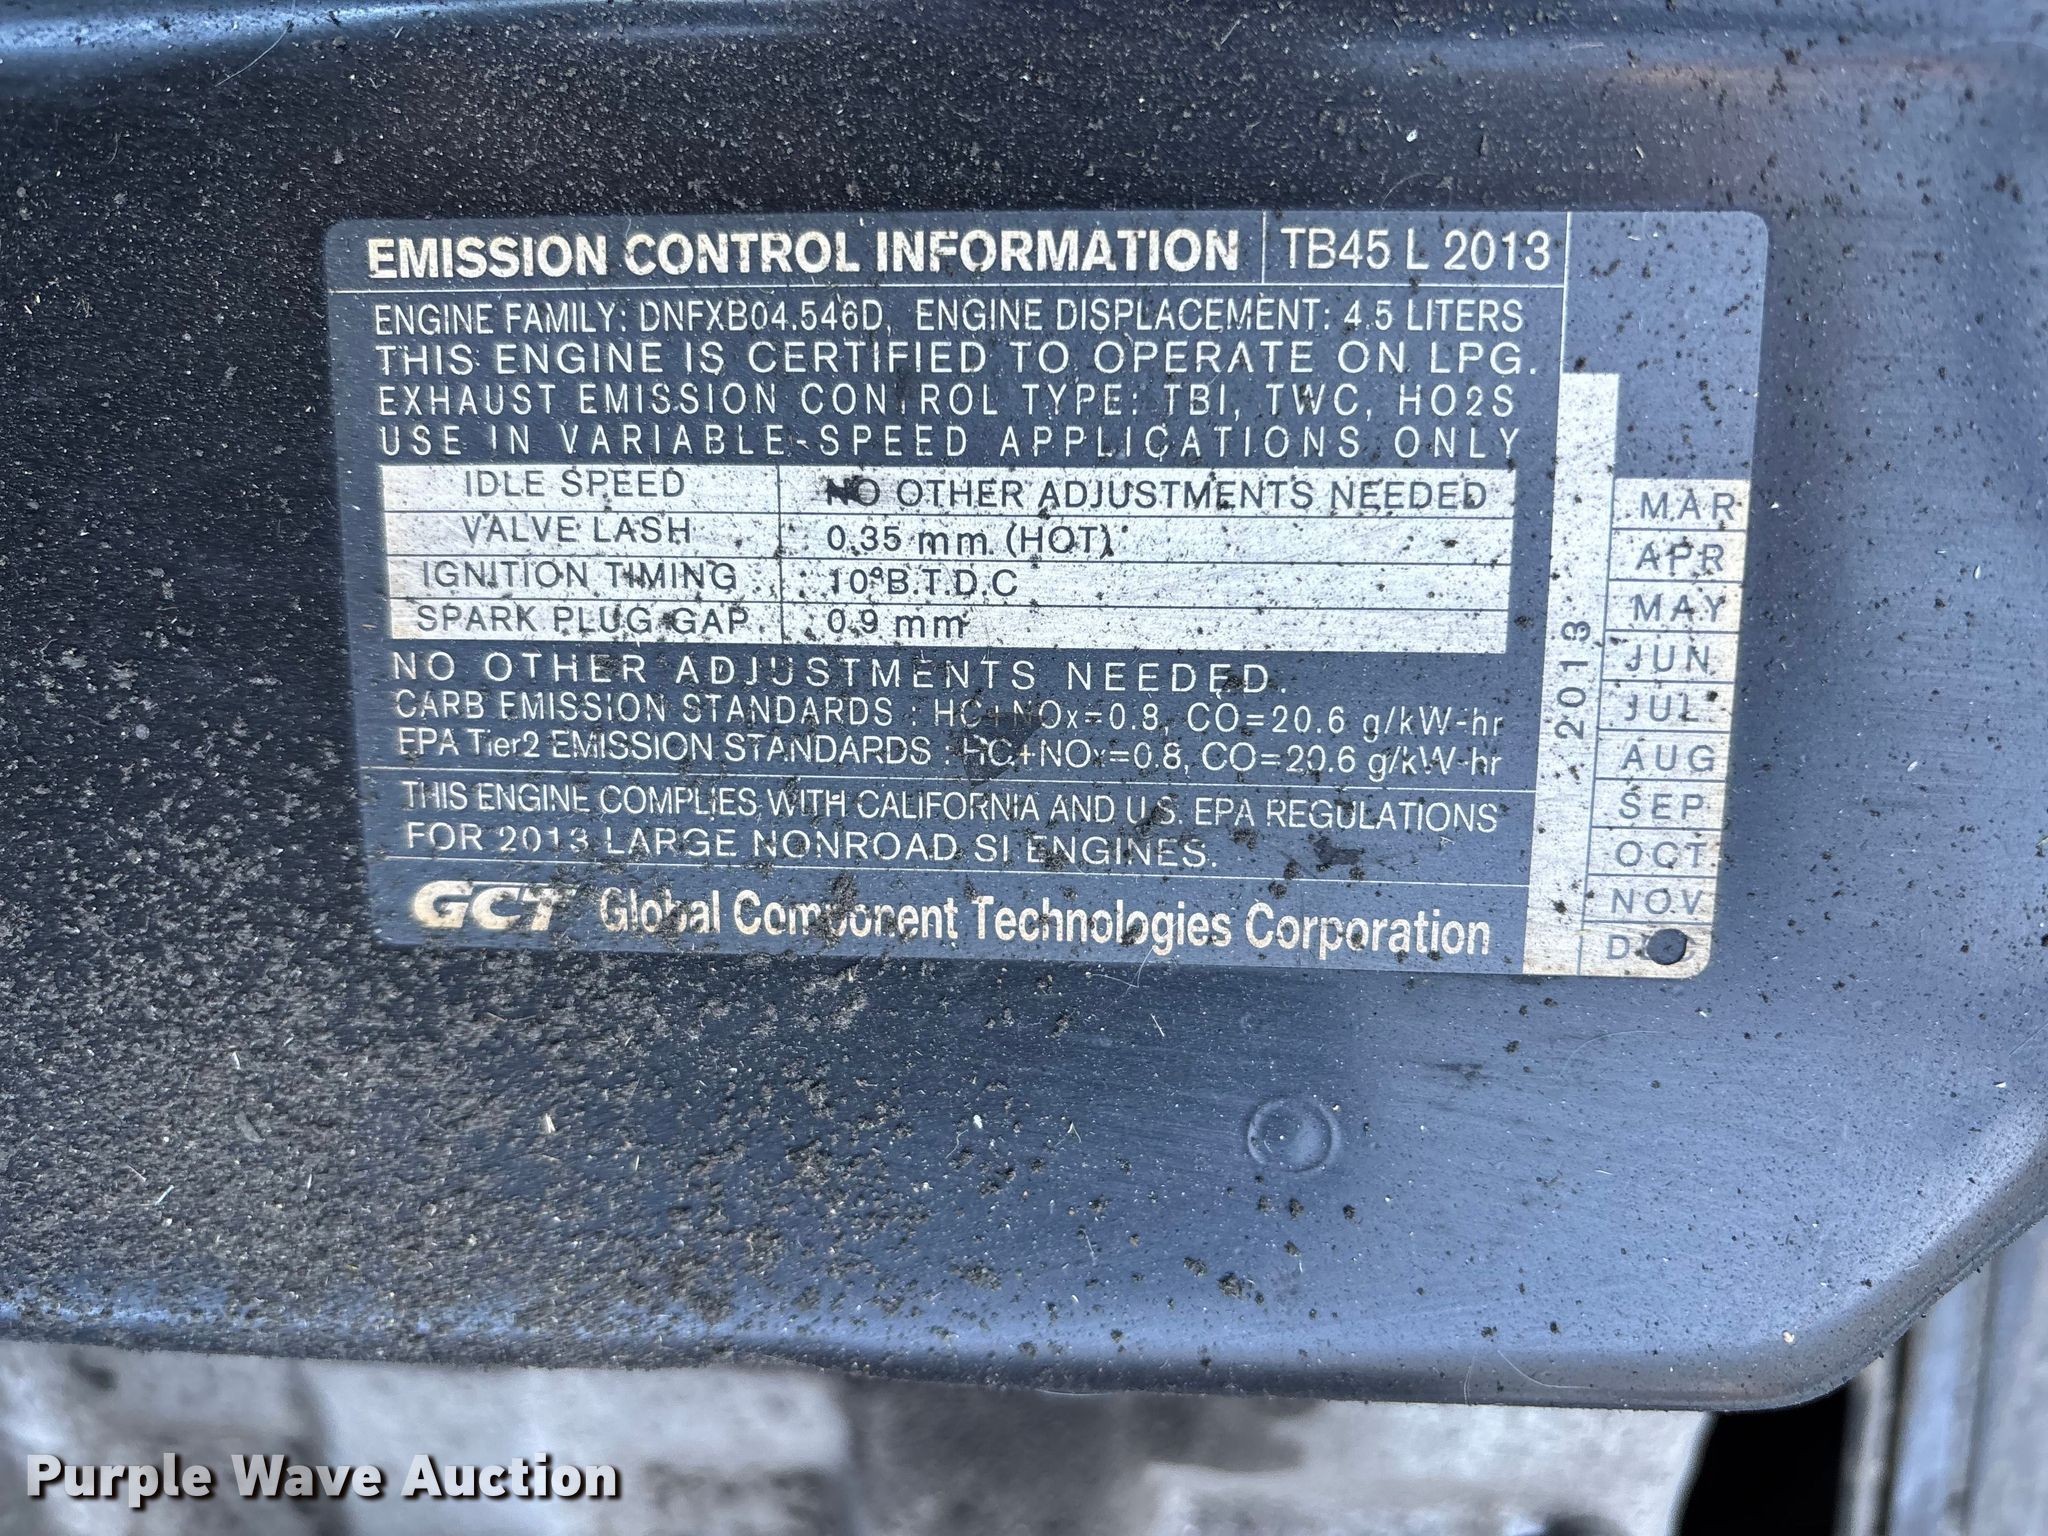 EMISSION CONTROL INFORMATION TB45 L 2013
ENGINE FAMILY: DNFXB04.546D, ENGINE DISPLACEMENT: 4.5 LITERS
THIS ENGINE IS CERTIFIED TO OPERATE ON LPG.
EXHAUST EMISSION CONTROL TYPE: TBI, TWC, HO2S
USE IN VARIABLE-SPEED APPLICATIONS ONLY
IDLE SPEED NO OTHER ADJUSTMENTS NEEDED
VALVE LASH 0.35 mm (HOT)
IGNITION TIMING 10°B.T.D.C
SPARK PLUG GAP 0.9 mm
NO OTHER ADJUSTMENTS NEEDED.
CARB EMISSION STANDARDS : HC+NOx=0.8, CO=20.6 g/kW-hr
EPA Tier2 EMISSION STANDARDS : HC+NOx=0.8, CO=20.6 g/kW-hr
THIS ENGINE COMPLIES WITH CALIFORNIA AND U.S. EPA REGULATIONS
FOR 2013 LARGE NONROAD SI ENGINES.
GCT Global Component Technologies Corporation
2013
MAR
APR
MAY
JUN
JUL
AUG
SEP
OCT
NOV
Purple Wave Auction